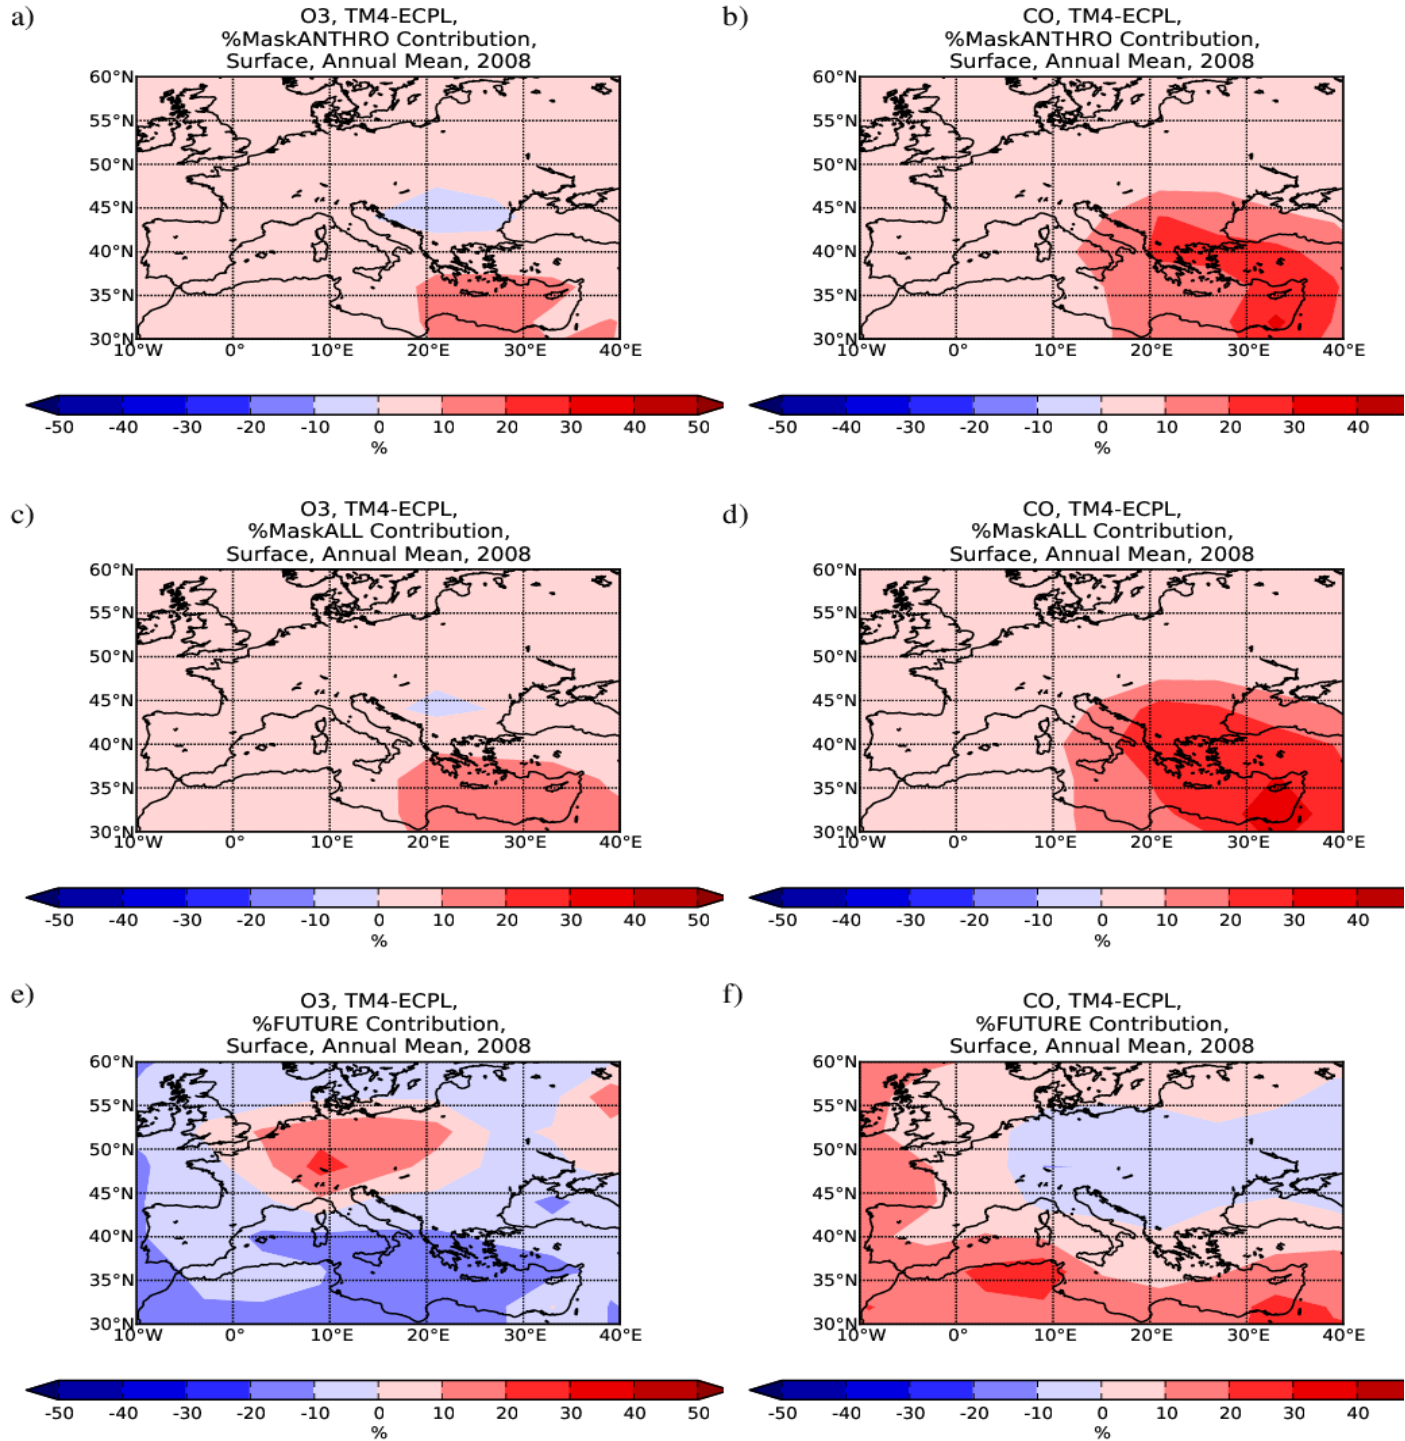 a)
O3, TM4-ECPL,
%MaskANTHRO Contribution,
Surface, Annual Mean, 2008
60°N
55°N
50°N
45°N
40°N
35°N
30°N
10°W 0° 10°E 20°E 30°E 40°E
-50 -40 -30 -20 -10 0 10 20 30 40 50
%
b)
CO, TM4-ECPL,
%MaskANTHRO Contribution,
Surface, Annual Mean, 2008
60°N
55°N
50°N
45°N
40°N
35°N
30°N
10°W 0° 10°E 20°E 30°E 40°E
-50 -40 -30 -20 -10 0 10 20 30 40
%
c)
O3, TM4-ECPL,
%MaskALL Contribution,
Surface, Annual Mean, 2008
60°N
55°N
50°N
45°N
40°N
35°N
30°N
10°W 0° 10°E 20°E 30°E 40°E
-50 -40 -30 -20 -10 0 10 20 30 40 50
%
d)
CO, TM4-ECPL,
%MaskALL Contribution,
Surface, Annual Mean, 2008
60°N
55°N
50°N
45°N
40°N
35°N
30°N
10°W 0° 10°E 20°E 30°E 40°E
-50 -40 -30 -20 -10 0 10 20 30 40
%
e)
O3, TM4-ECPL,
%FUTURE Contribution,
Surface, Annual Mean, 2008
60°N
55°N
50°N
45°N
40°N
35°N
30°N
10°W 0° 10°E 20°E 30°E 40°E
-50 -40 -30 -20 -10 0 10 20 30 40 50
%
f)
CO, TM4-ECPL,
%FUTURE Contribution,
Surface, Annual Mean, 2008
60°N
55°N
50°N
45°N
40°N
35°N
30°N
10°W 0° 10°E 20°E 30°E 40°E
-50 -40 -30 -20 -10 0 10 20 30 40
%